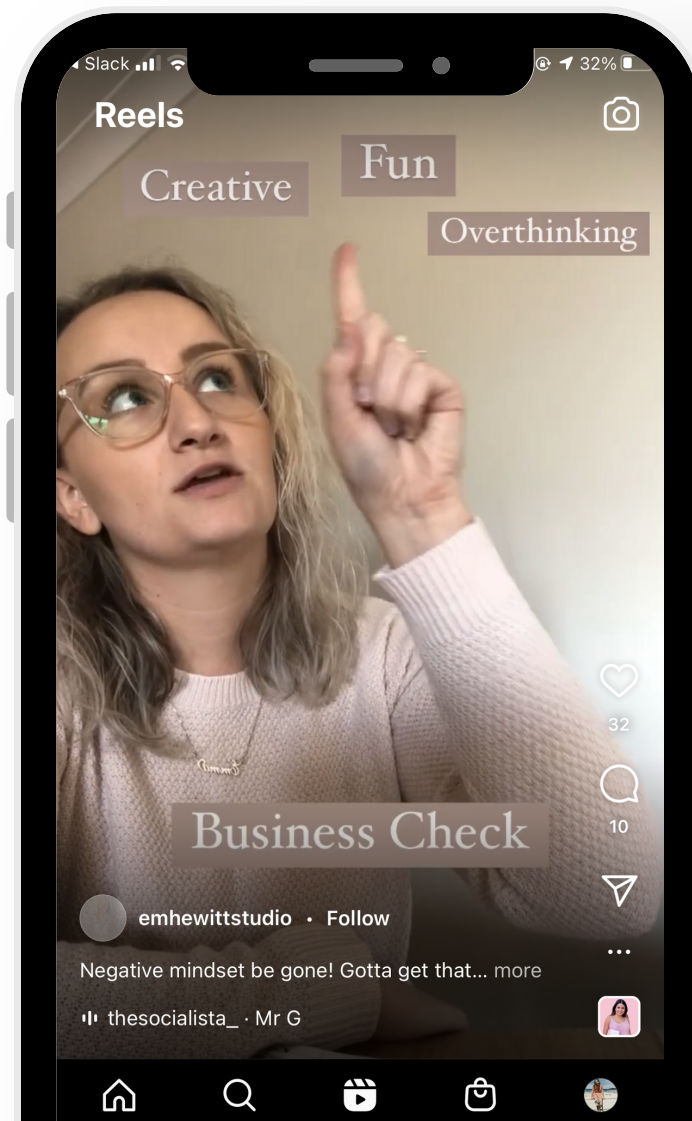 Slack
32%
Reels
Fun
Creative
Overthinking
32
10
Business Check
emhewittstudio • Follow
Negative mindset be gone! Gotta get that... more
thesocialista_ · Mr G